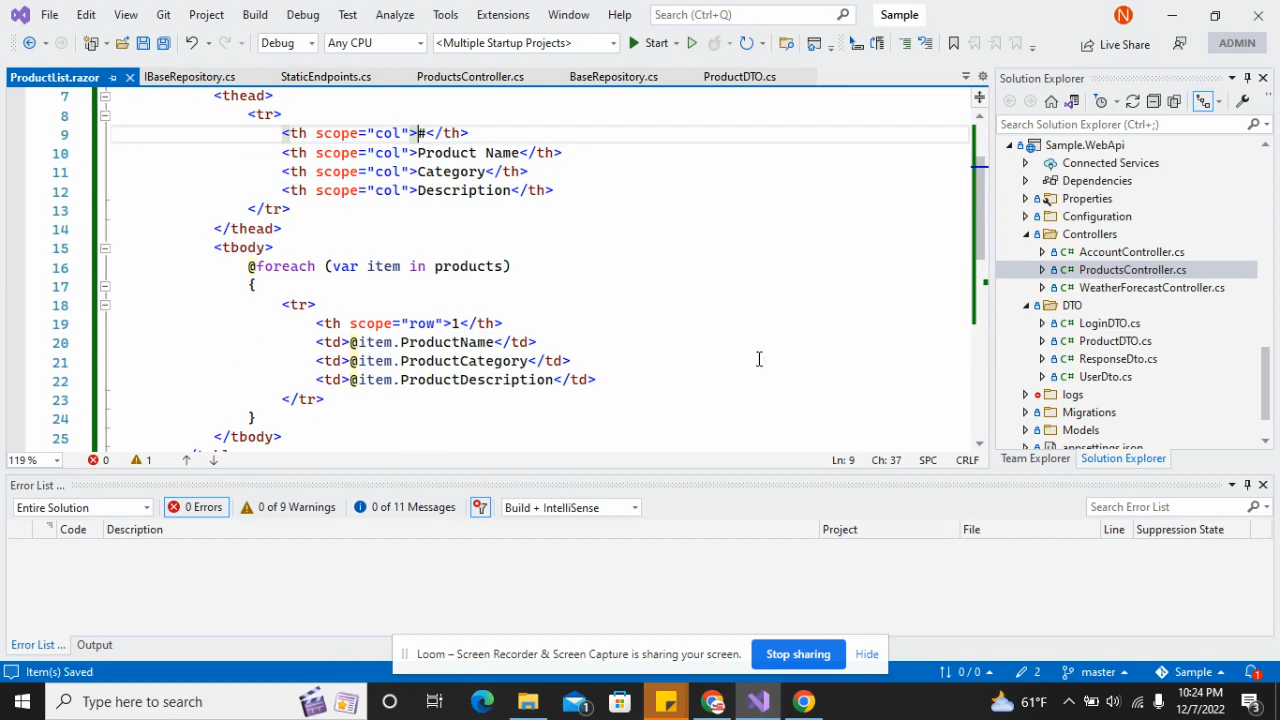 File Edit View Git Project Build Debug Test Analyze Tools Extensions Window Help Search (Ctrl+Q) Sample N
Debug Any CPU <Multiple Startup Projects> Start Live Share ADMIN
ProductList.razor IBaseRepository.cs StaticEndpoints.cs ProductsController.cs BaseRepository.cs ProductDTO.cs
7 <thead>
8 <tr>
9 <th scope="col">#</th>
10 <th scope="col">Product Name</th>
11 <th scope="col">Category</th>
12 <th scope="col">Description</th>
13 </tr>
14 </thead>
15 <tbody>
16 @foreach (var item in products)
17 {
18 <tr>
19 <th scope="row">1</th>
20 <td>@item.ProductName</td>
21 <td>@item.ProductCategory</td>
22 <td>@item.ProductDescription</td>
23 </tr>
24 }
25 </tbody>
119 % 0 1 Ln: 9 Ch: 37 SPC CRLF
Solution Explorer
Search Solution Explorer (Ctrl+;)
Sample.WebApi
Connected Services
Dependencies
Properties
Configuration
Controllers
AccountController.cs
ProductsController.cs
WeatherForecastController.cs
DTO
LoginDTO.cs
ProductDTO.cs
ResponseDto.cs
UserDto.cs
logs
Migrations
Models
appsettings.json
Team Explorer Solution Explorer
Error List ...
Entire Solution 0 Errors 0 of 9 Warnings 0 of 11 Messages Build + IntelliSense Search Error List
Code Description Project File Line Suppression State
Error List ... Output
Loom – Screen Recorder & Screen Capture is sharing your screen. Stop sharing Hide
Item(s) Saved 0 / 0 2 master Sample 1
Type here to search 1 61°F 10:24 PM
12/7/2022 3